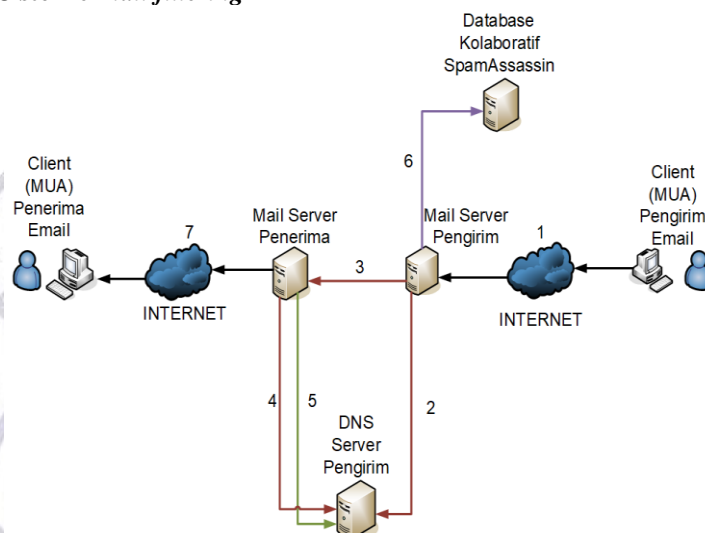 Database
Kolaboratif
SpamAssassin
6
Client
(MUA)
Penerima
Email
7
INTERNET
Mail Server
Penerima
3
Mail Server
Pengirim
1
INTERNET
Client
(MUA)
Pengirim
Email
4
5
2
DNS
Server
Pengirim